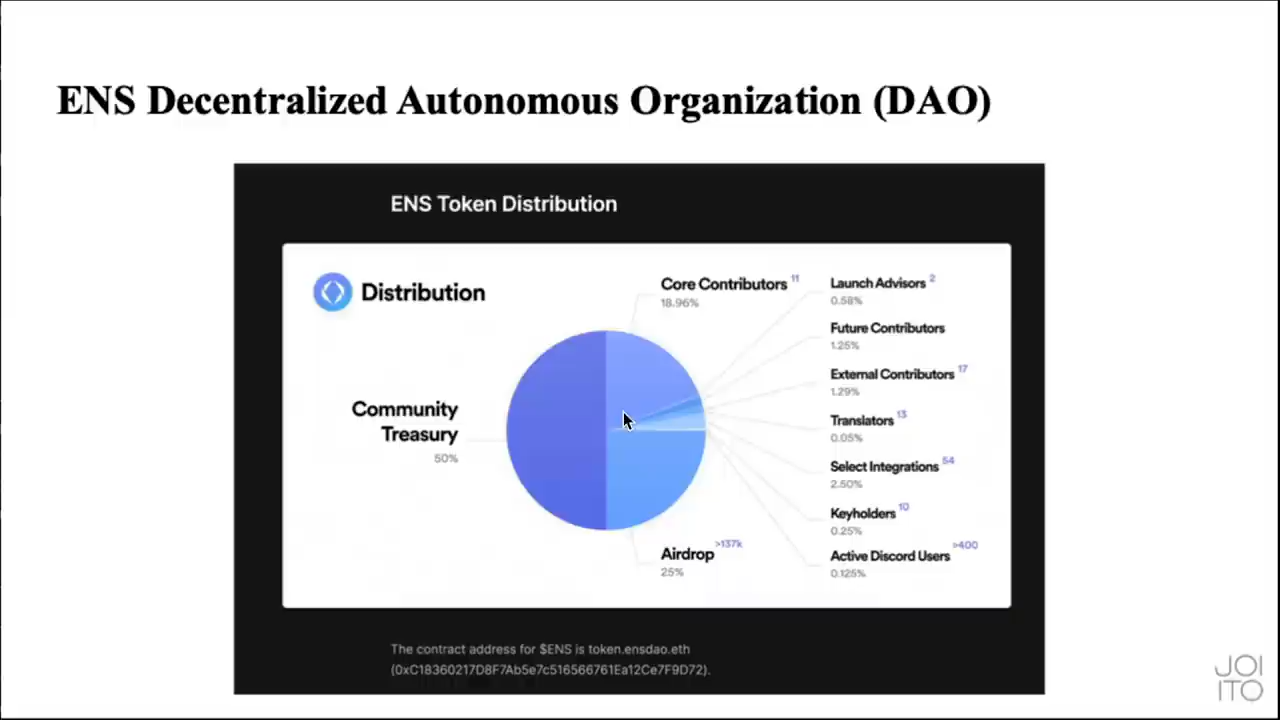 ENS Decentralized Autonomous Organization (DAO)
ENS Token Distribution
Distribution
Community
Treasury
50%
Core Contributors 11
18.96%
Airdrop >137k
25%
Launch Advisors 2
0.58%
Future Contributors
1.25%
External Contributors 17
1.29%
Translators 13
0.05%
Select Integrations 54
2.50%
Keyholders 10
0.25%
Active Discord Users >400
0.125%
The contract address for $ENS is token.ensdao.eth
(0xC18360217D8F7Ab5e7c516566761Ea12Ce7F9D72).
JOI
ITO